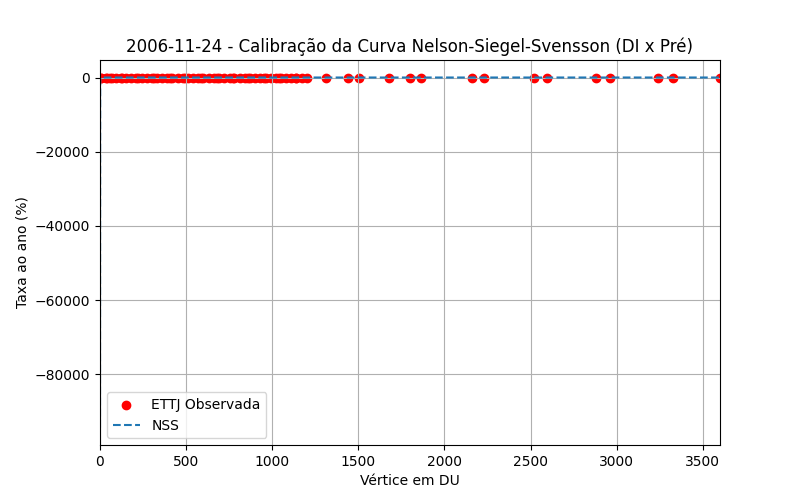 2006-11-24 - Calibração da Curva Nelson-Siegel-Svensson (DI x Pré)
Taxa ao ano (%)
0
−20000
−40000
−60000
−80000
ETTJ Observada
NSS
0 500 1000 1500 2000 2500 3000 3500
Vértice em DU